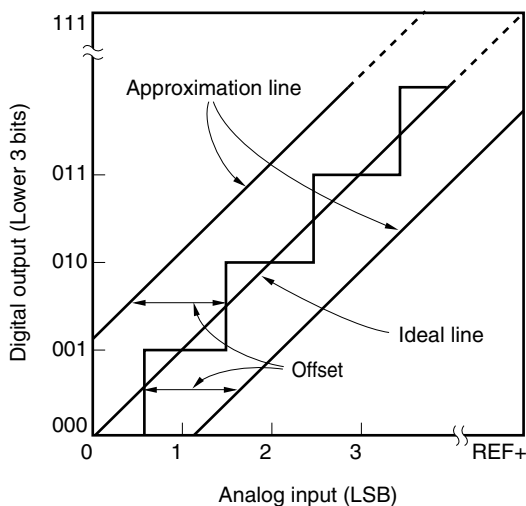 111
Approximation line
Digital output (Lower 3 bits)
011
010
Ideal line
001
Offset
000
0
1
2
3
REF+
Analog input (LSB)